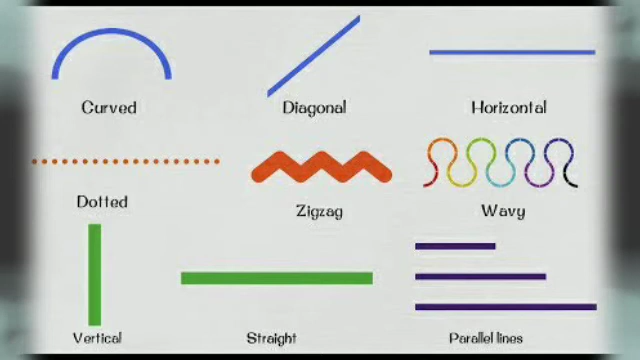 Curved
Diagonal
Horizontal
Dotted
Zigzag
Wavy
Vertical
Straight
Parallel lines